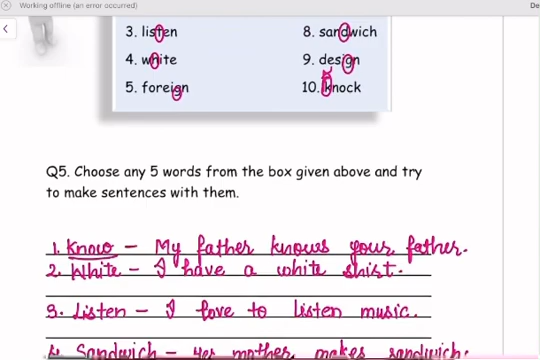 Working offline (an error occurred)
De
3. listen 8. sandwich
4. white 9. design
5. foreign 10. knock
Q5. Choose any 5 words from the box given above and try
to make sentences with them.
1. Know - My father knows your father.
2. White - I have a white shirt.
3. Listen - I love to listen music.
4. Sandwich - mother makes sandwich.